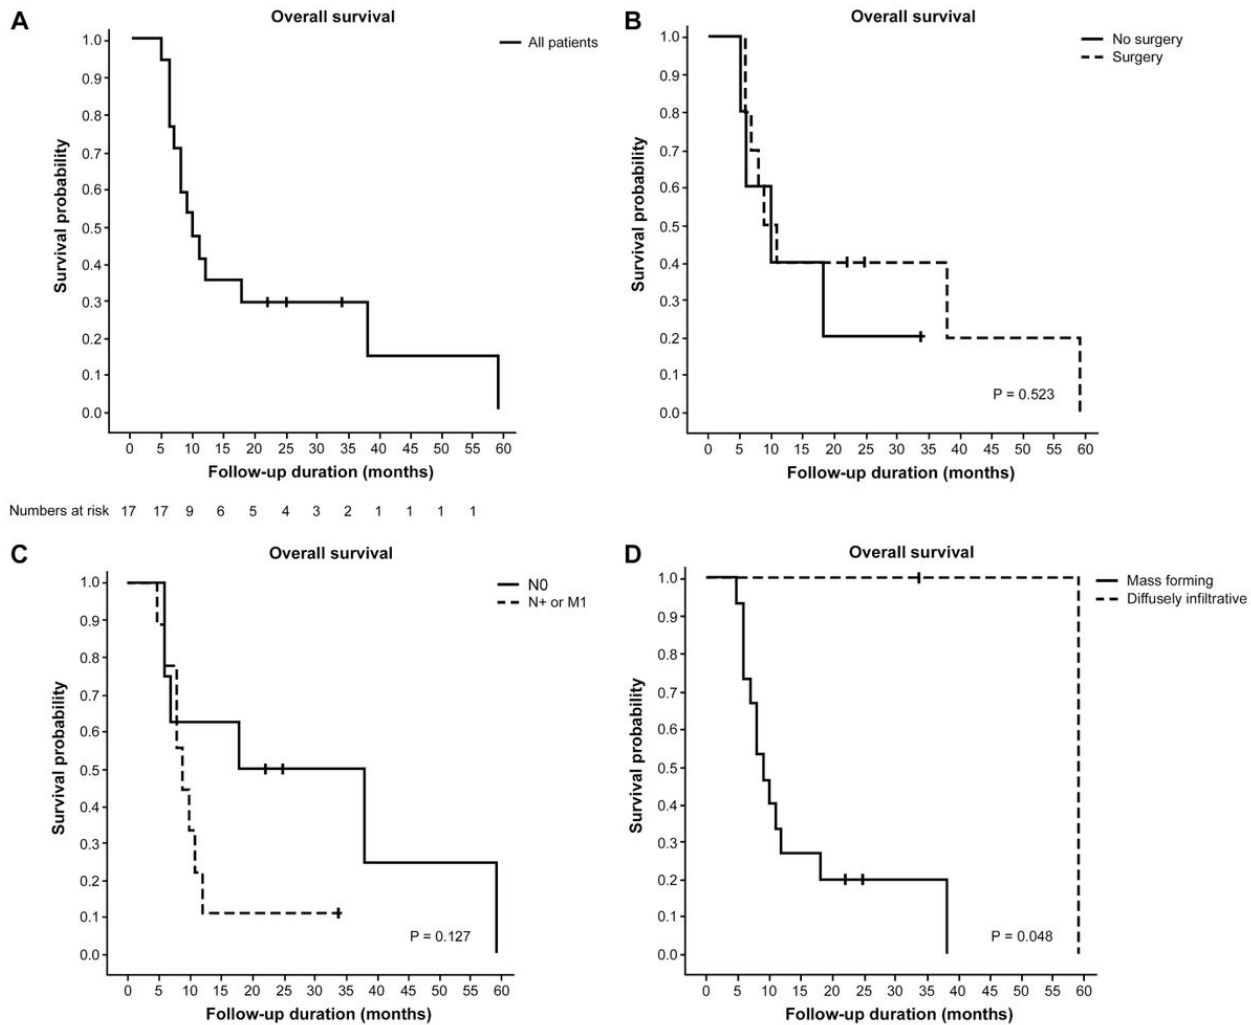 A
Overall survival
All patients
Survival probability
1.0
0.9
0.8
0.7
0.6
0.5
0.4
0.3
0.2
0.1
0.0
0 5 10 15 20 25 30 35 40 45 50 55 60
Follow-up duration (months)
Numbers at risk 17 17 9 6 5 4 3 2 1 1 1 1
B
Overall survival
No surgery
Surgery
Survival probability
1.0
0.9
0.8
0.7
0.6
0.5
0.4
0.3
0.2
0.1
0.0
P = 0.523
0 5 10 15 20 25 30 35 40 45 50 55 60
Follow-up duration (months)
C
Overall survival
N0
N+ or M1
Survival probability
1.0
0.9
0.8
0.7
0.6
0.5
0.4
0.3
0.2
0.1
0.0
P = 0.127
0 5 10 15 20 25 30 35 40 45 50 55 60
Follow-up duration (months)
D
Overall survival
Mass forming
Diffusely infiltrative
Survival probability
1.0
0.9
0.8
0.7
0.6
0.5
0.4
0.3
0.2
0.1
0.0
P = 0.048
0 5 10 15 20 25 30 35 40 45 50 55 60
Follow-up duration (months)